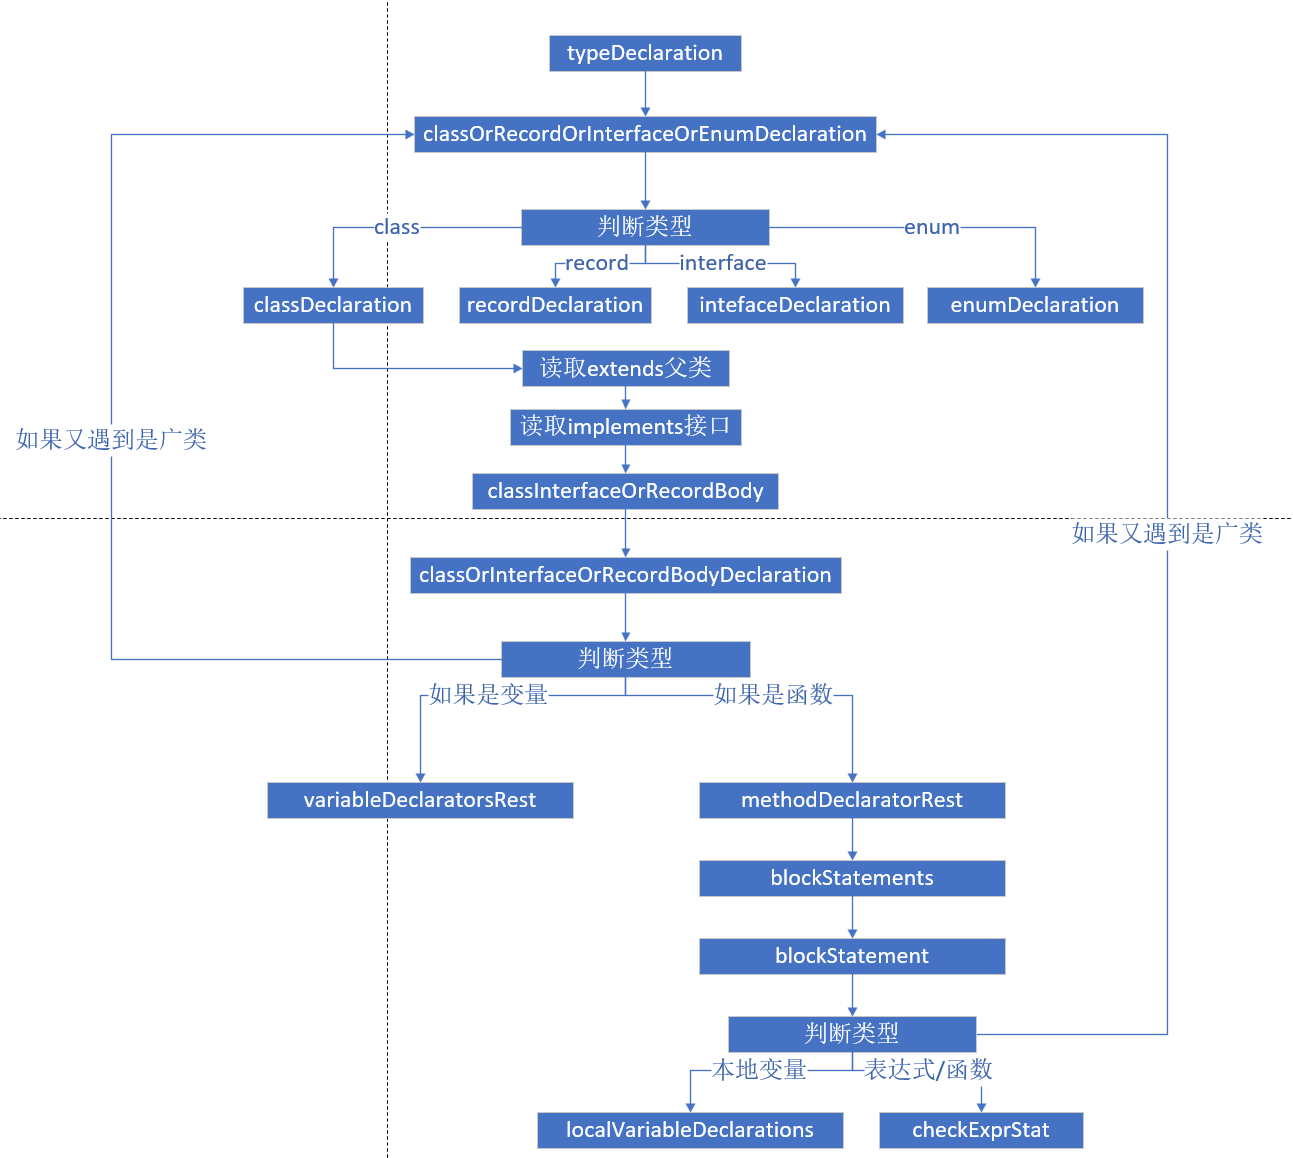 typeDeclaration
classOrRecordOrInterfaceOrEnumDeclaration
判断类型
class
enum
record
interface
classDeclaration
recordDeclaration
intefaceDeclaration
enumDeclaration
读取extends父类
读取implements接口
如果又遇到是广类
classInterfaceOrRecordBody
如果又遇到是广类
classOrInterfaceOrRecordBodyDeclaration
判断类型
如果是变量
如果是函数
variableDeclaratorsRest
methodDeclaratorRest
blockStatements
blockStatement
判断类型
本地变量
表达式/函数
localVariableDeclarations
checkExprStat